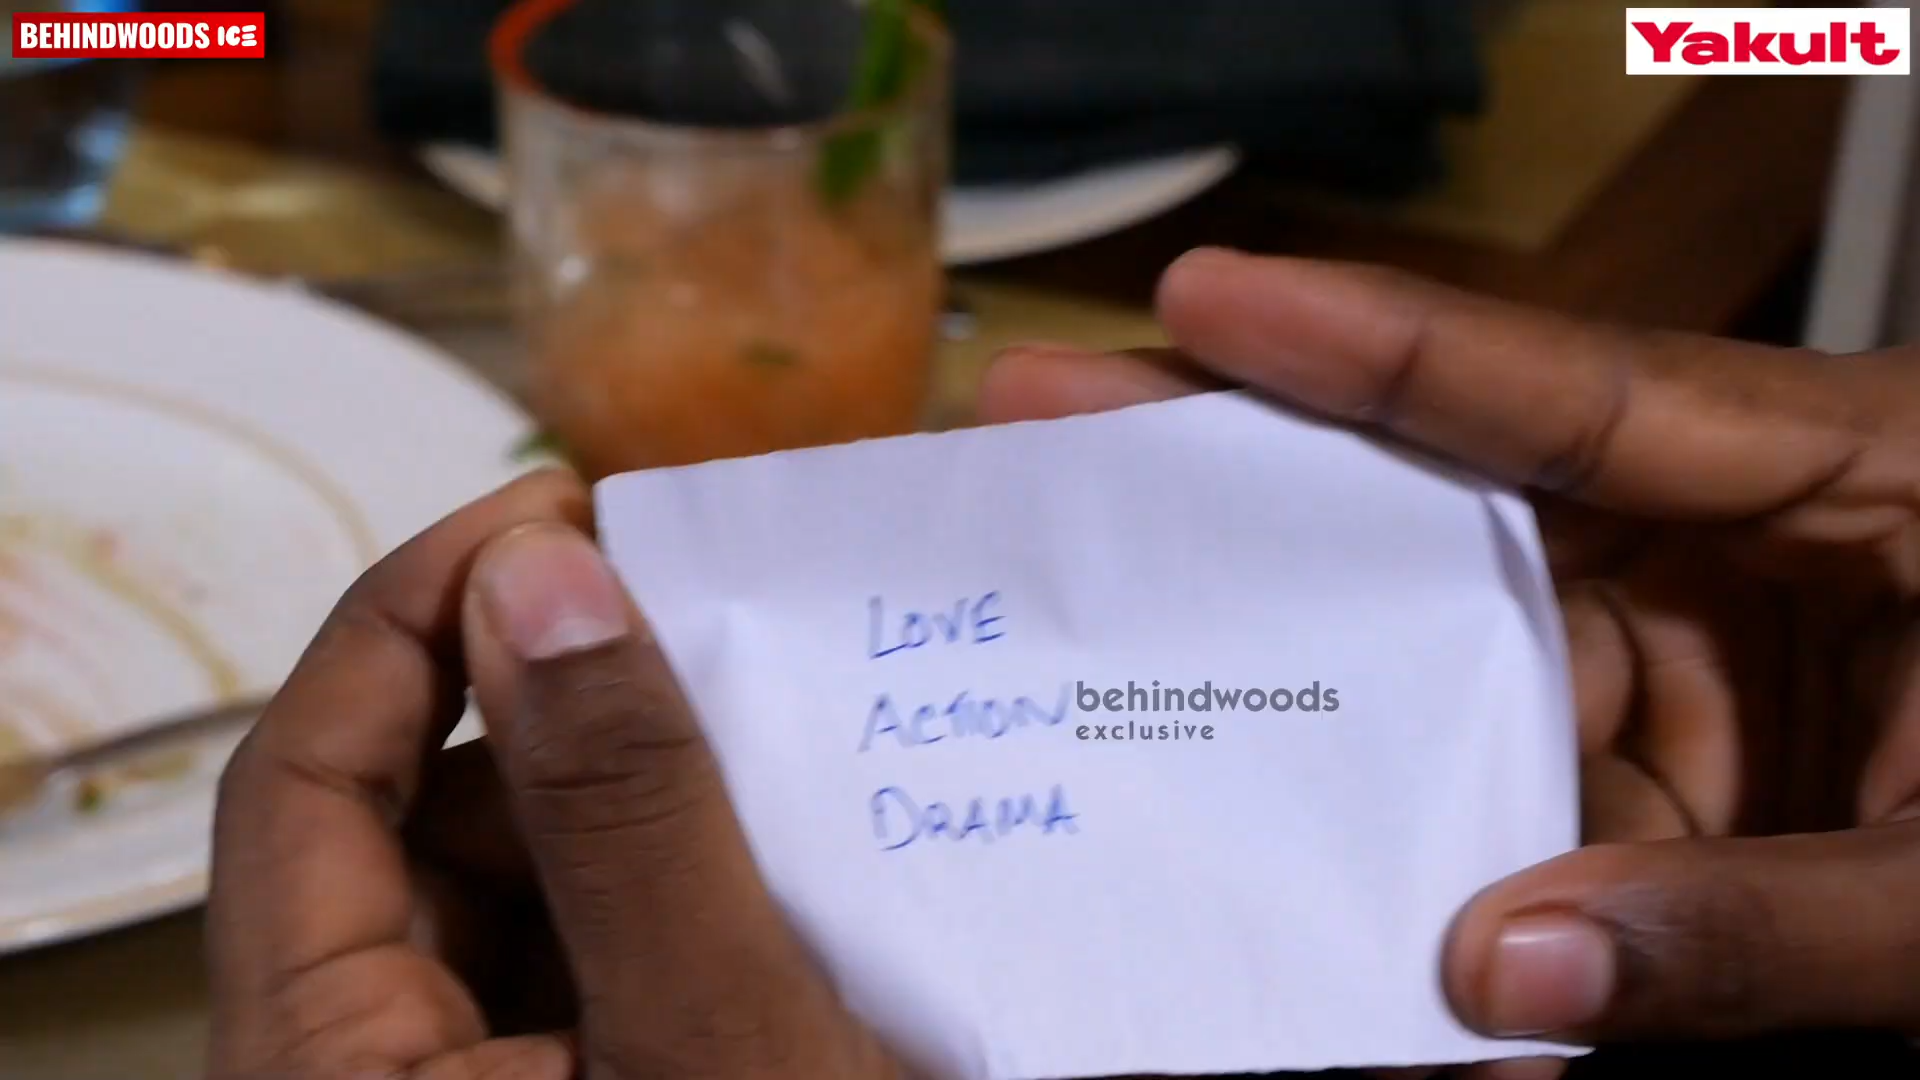 BEHINDWOODS ICE
Yakult
LOVE
ACTION
behindwoods
exclusive
DRAMA